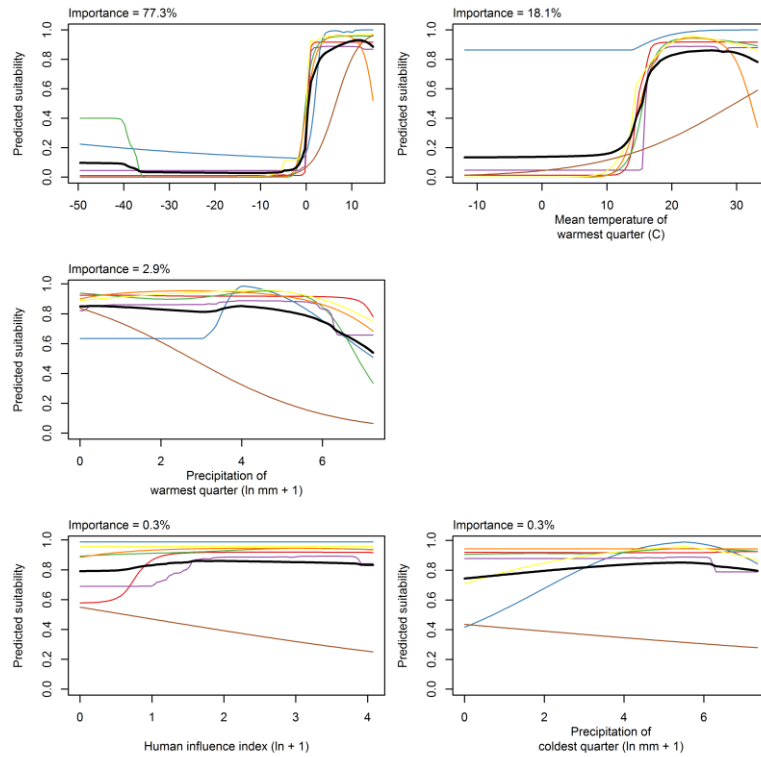 Importance = 77.3%
Predicted suitability
0.0 0.2 0.4 0.6 0.8 1.0
-50 -40 -30 -20 -10 0 10
Importance = 18.1%
Predicted suitability
0.0 0.2 0.4 0.6 0.8 1.0
-12 0 10 20 30
Mean temperature of
warmest quarter (C)
Importance = 2.9%
Predicted suitability
0.0 0.2 0.4 0.6 0.8 1.0
0 2 4 6
Precipitation of
warmest quarter (ln mm + 1)
Importance = 0.3%
Predicted suitability
0.0 0.2 0.4 0.6 0.8 1.0
0 1 2 3 4
Human influence index (ln + 1)
Importance = 0.3%
Predicted suitability
0.0 0.2 0.4 0.6 0.8 1.0
0 2 4 6
Precipitation of
coldest quarter (ln mm + 1)